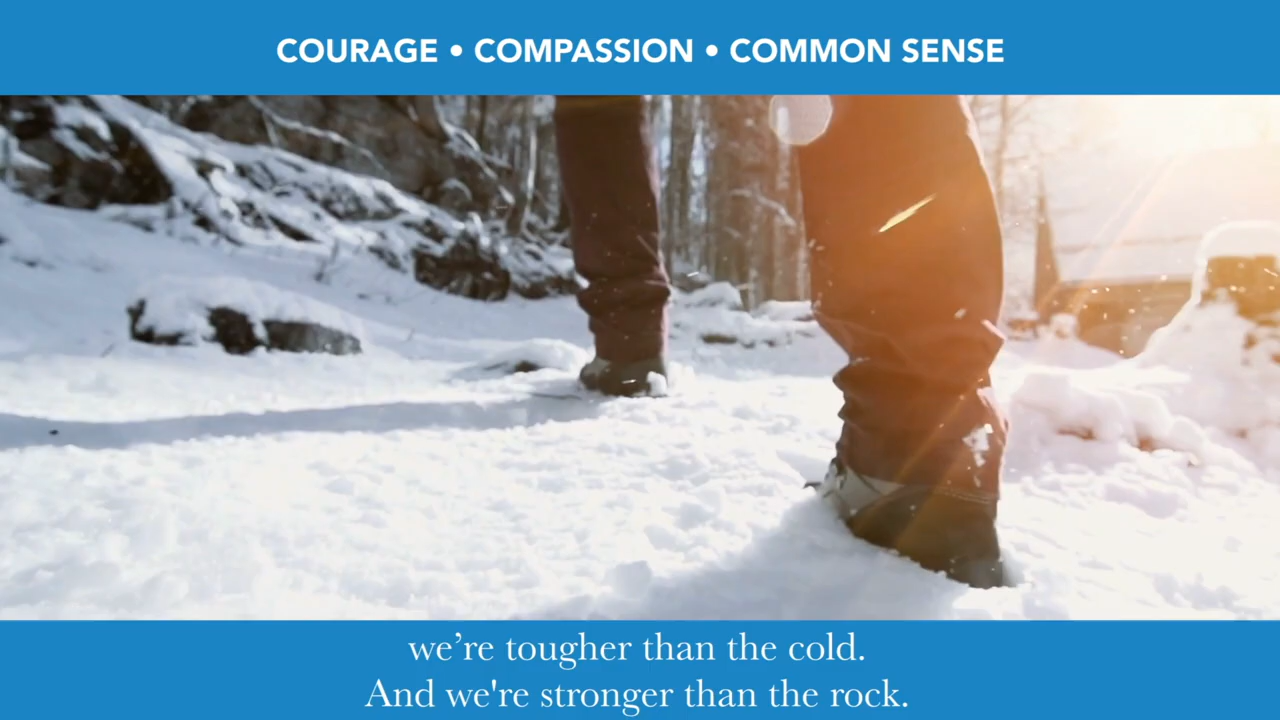 COURAGE • COMPASSION • COMMON SENSE
we’re tougher than the cold.
And we're stronger than the rock.